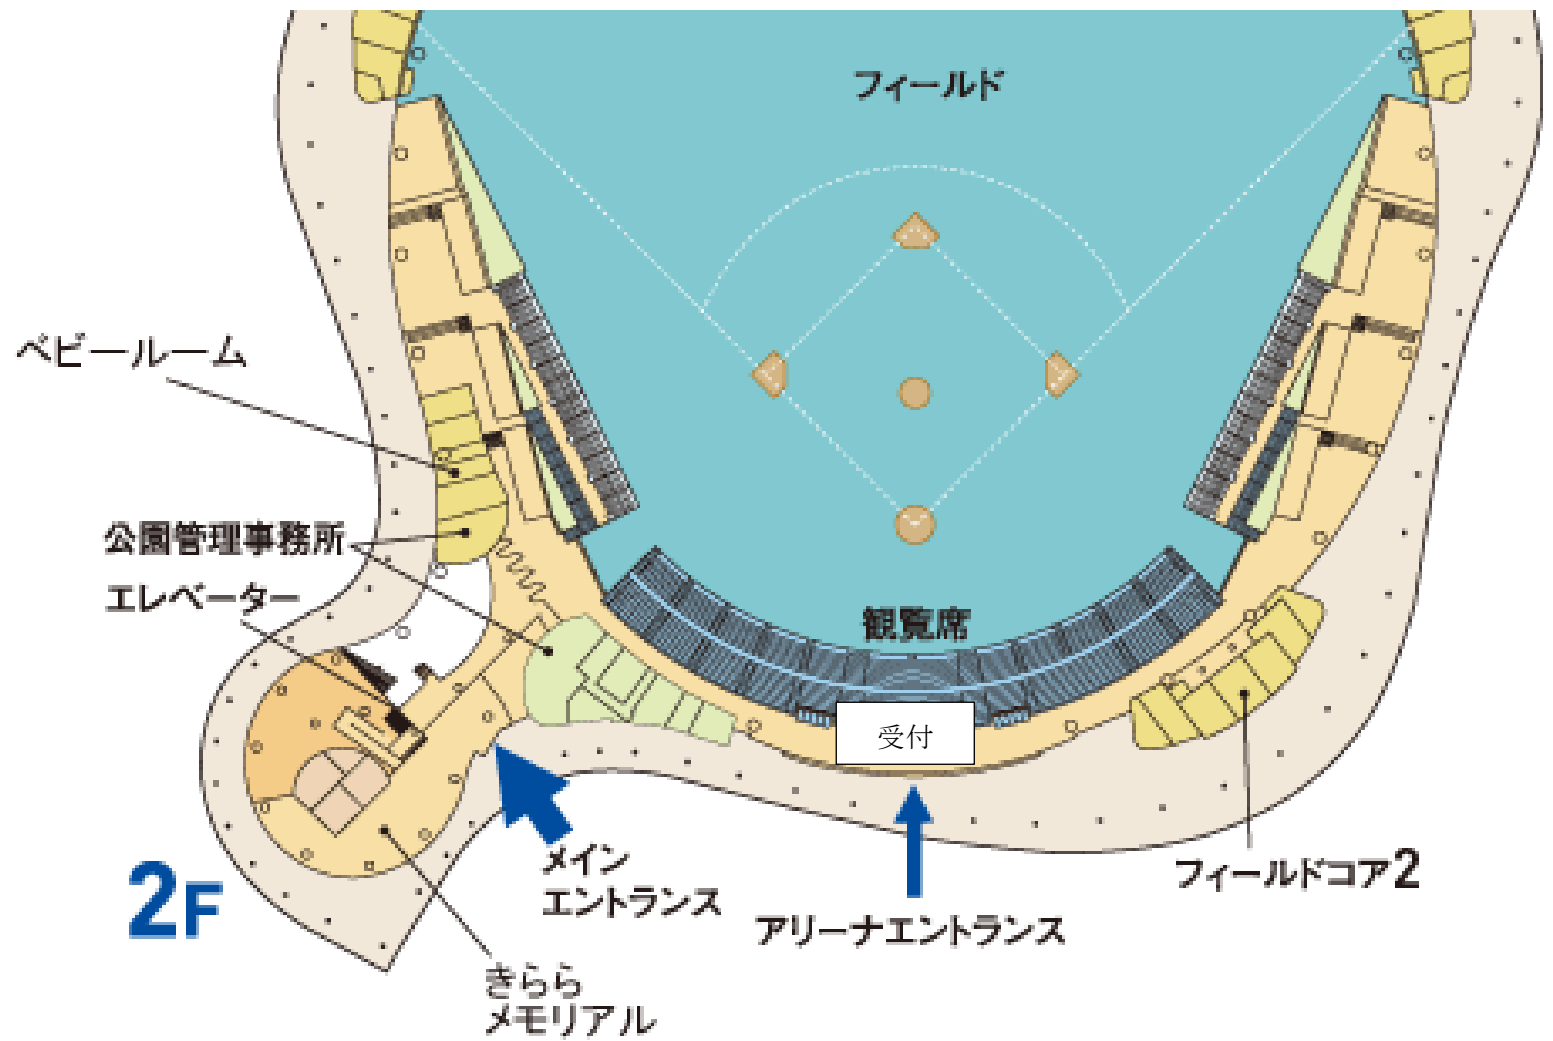 フィールド
ベビールーム
公園管理事務所
エレベーター
観覧席
受付
メイン
エントランス
2F
フィールドコア2
アリーナエントランス
きらら
メモリアル